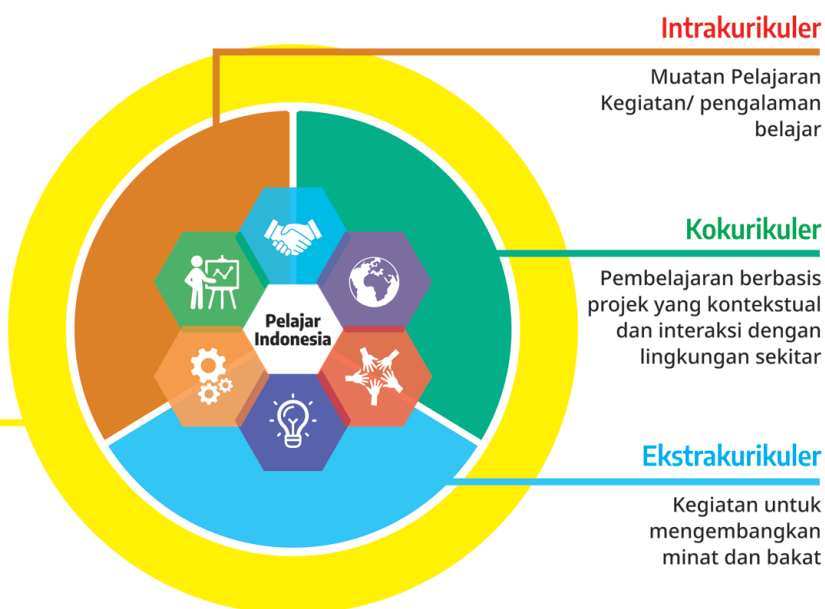 Intrakurikuler
Muatan Pelajaran
Kegiatan/ pengalaman
belajar
Kokurikuler
Pembelajaran berbasis
projek yang kontekstual
dan interaksi dengan
lingkungan sekitar
Pelajar
Indonesia
Ekstrakurikuler
Kegiatan untuk
mengembangkan
minat dan bakat